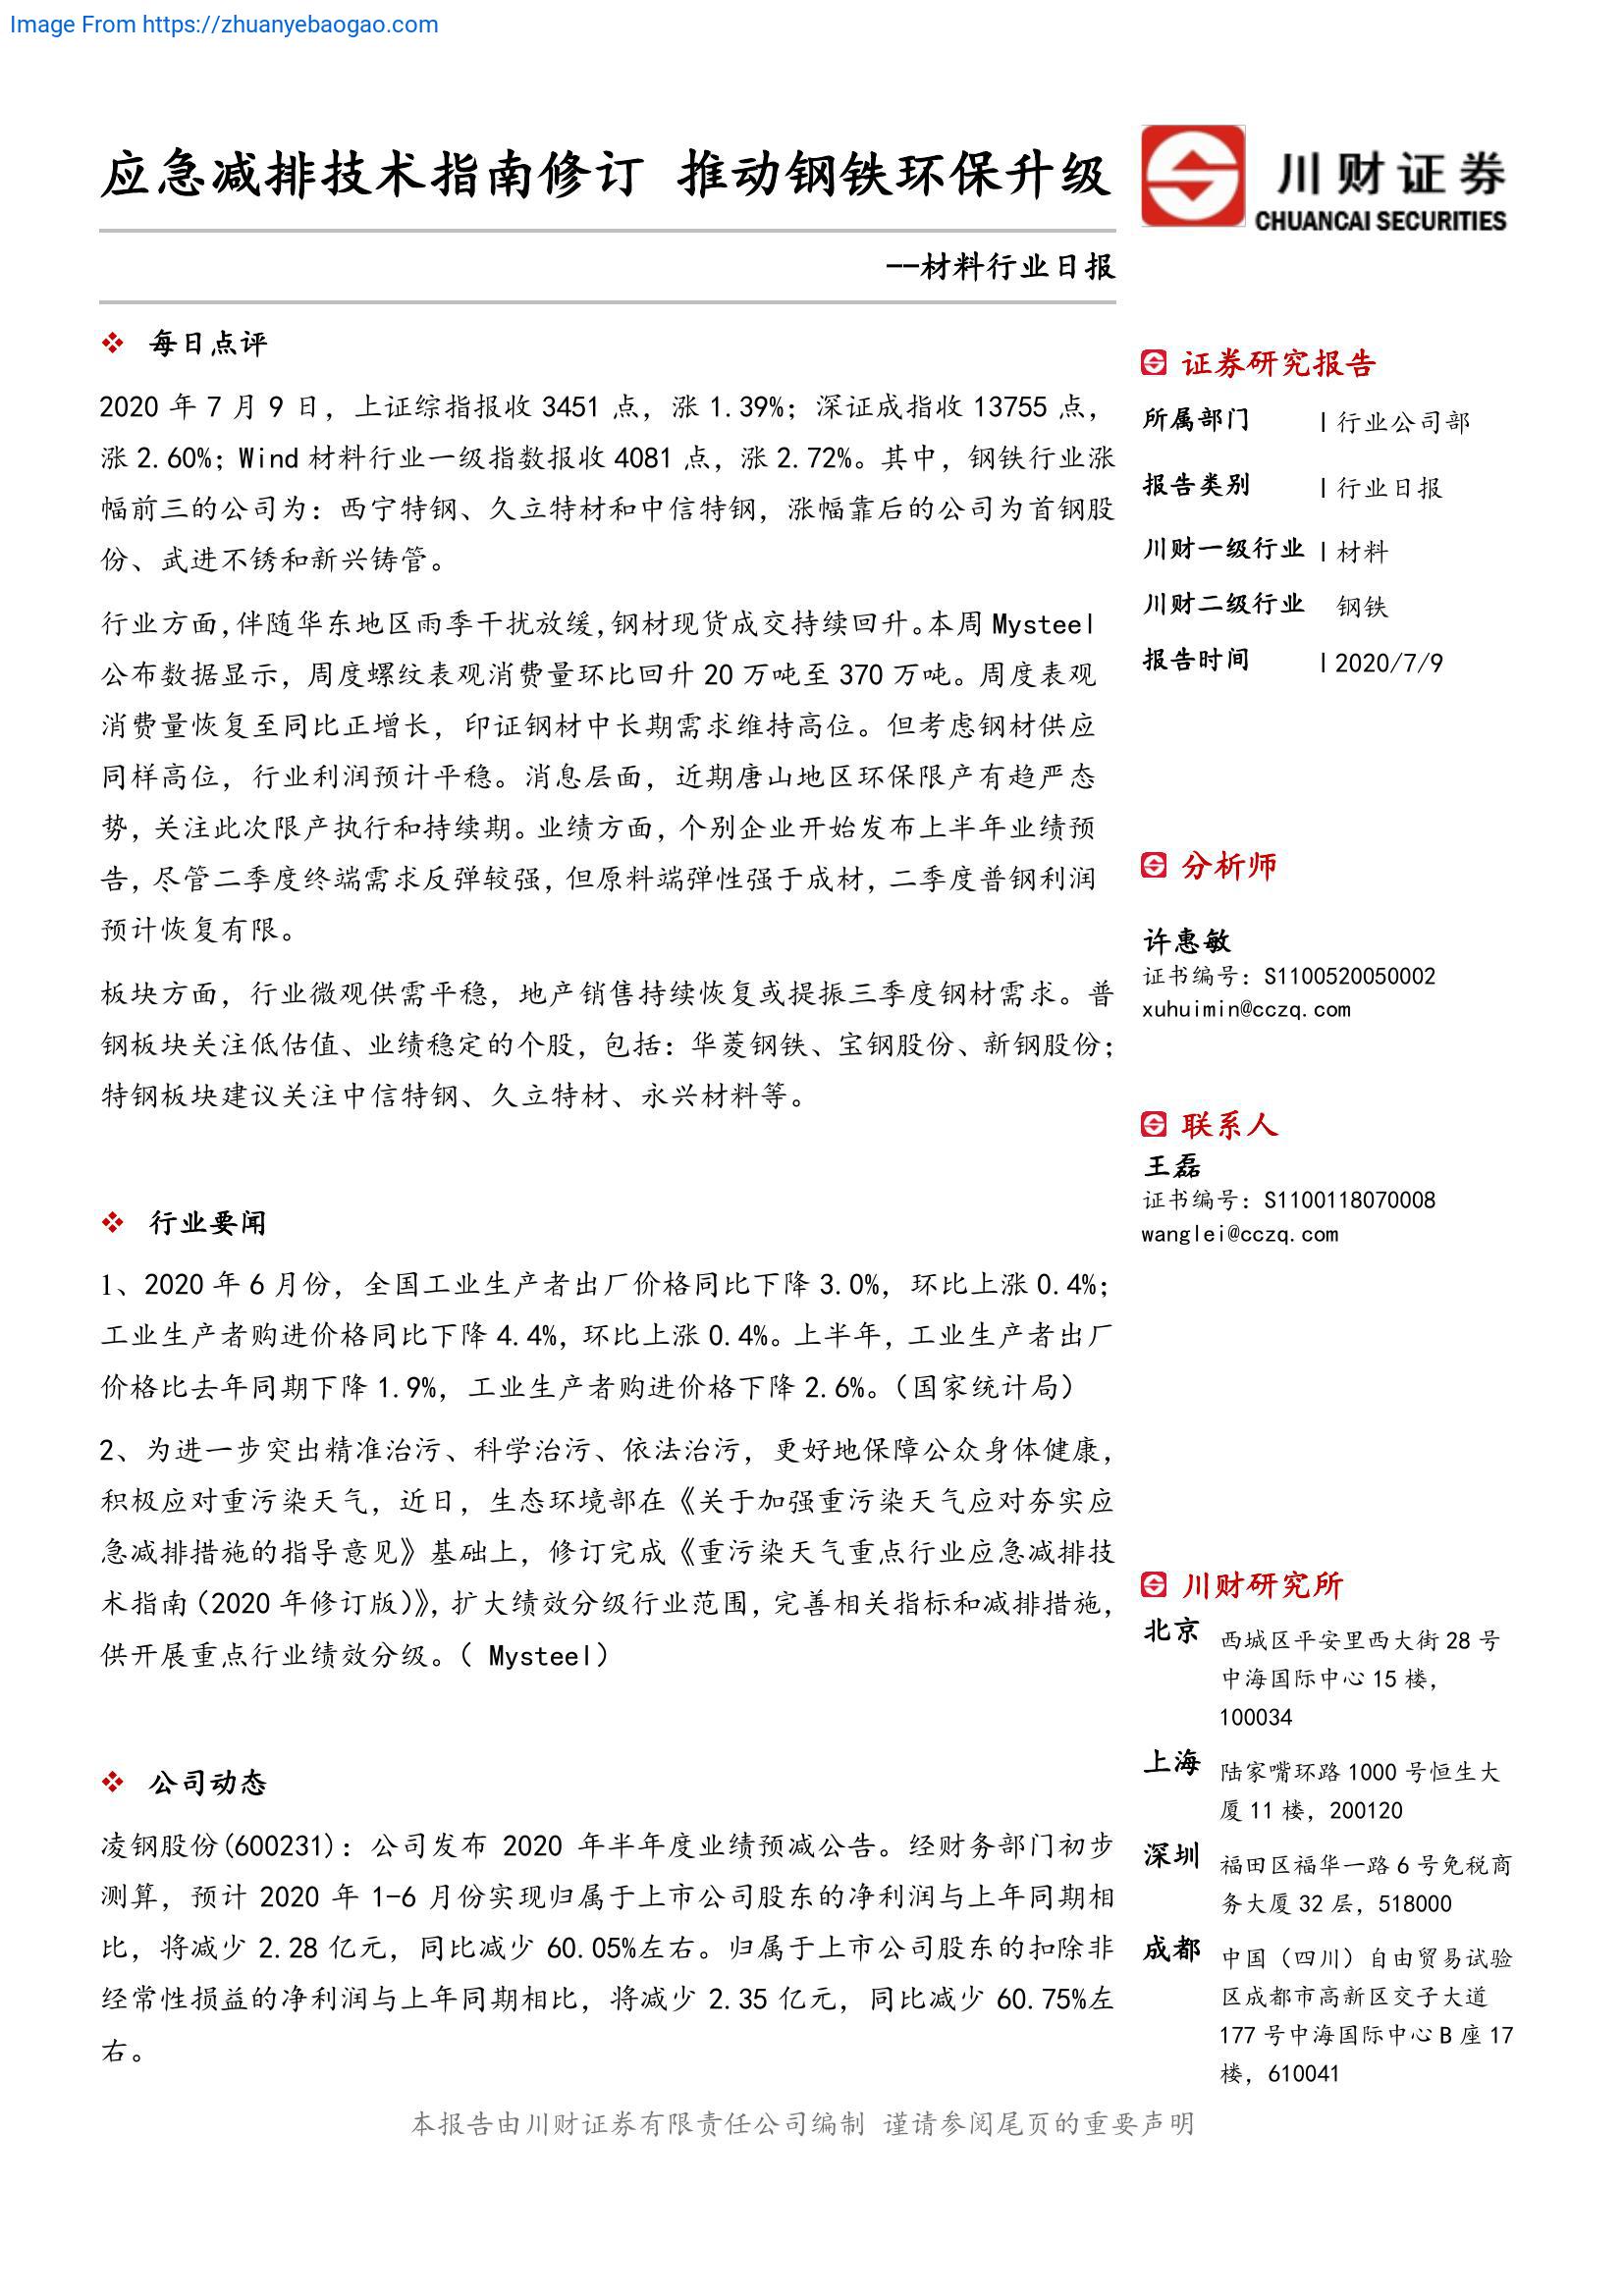 Image From https://zhuanyebaogao.com
应急减排技术指南修订 推动钢铁环保升级
川财证券
CHUANCAI SECURITIES
--材料行业日报
每日点评
2020 年 7 月 9 日，上证综指报收 3451 点，涨 1.39%；深证成指收 13755 点，
涨 2.60%；Wind 材料行业一级指数报收 4081 点，涨 2.72%。其中，钢铁行业涨
幅前三的公司为：西宁特钢、久立特材和中信特钢，涨幅靠后的公司为首钢股
份、武进不锈和新兴铸管。
行业方面，伴随华东地区雨季干扰放缓，钢材现货成交持续回升。本周 Mysteel
公布数据显示，周度螺纹表观消费量环比回升 20 万吨至 370 万吨。周度表观
消费量恢复至同比正增长，印证钢材中长期需求维持高位。但考虑钢材供应
同样高位，行业利润预计平稳。消息层面，近期唐山地区环保限产有趋严态
势，关注此次限产执行和持续期。业绩方面，个别企业开始发布上半年业绩预
告，尽管二季度终端需求反弹较强，但原料端弹性强于成材，二季度普钢利润
预计恢复有限。
板块方面，行业微观供需平稳，地产销售持续恢复或提振三季度钢材需求。普
钢板块关注低估值、业绩稳定的个股，包括：华菱钢铁、宝钢股份、新钢股份；
特钢板块建议关注中信特钢、久立特材、永兴材料等。
行业要闻
1、2020 年 6 月份，全国工业生产者出厂价格同比下降 3.0%，环比上涨 0.4%；
工业生产者购进价格同比下降 4.4%，环比上涨 0.4%。上半年，工业生产者出厂
价格比去年同期下降 1.9%，工业生产者购进价格下降 2.6%。（国家统计局）
2、为进一步突出精准治污、科学治污、依法治污，更好地保障公众身体健康，
积极应对重污染天气，近日，生态环境部在《关于加强重污染天气应对夯实应
急减排措施的指导意见》基础上，修订完成《重污染天气重点行业应急减排技
术指南（2020 年修订版）》，扩大绩效分级行业范围，完善相关指标和减排措施，
供开展重点行业绩效分级。（ Mysteel）
公司动态
凌钢股份(600231)：公司发布 2020 年半年度业绩预减公告。经财务部门初步
测算，预计 2020 年 1-6 月份实现归属于上市公司股东的净利润与上年同期相
比，将减少 2.28 亿元，同比减少 60.05%左右。归属于上市公司股东的扣除非
经常性损益的净利润与上年同期相比，将减少 2.35 亿元，同比减少 60.75%左
右。
证券研究报告
所属部门 | 行业公司部
报告类别 | 行业日报
川财一级行业 | 材料
川财二级行业 钢铁
报告时间 | 2020/7/9
分析师
许惠敏
证书编号：S1100520050002
xuhuimin@cczq.com
联系人
王磊
证书编号：S1100118070008
wanglei@cczq.com
川财研究所
北京 西城区平安里西大街 28 号
中海国际中心 15 楼，
100034
上海 陆家嘴环路 1000 号恒生大
厦 11 楼，200120
深圳 福田区福华一路 6 号免税商
务大厦 32 层，518000
成都 中国（四川）自由贸易试验
区成都市高新区交子大道
177 号中海国际中心 B 座 17
楼，610041
本报告由川财证券有限责任公司编制 谨请参阅尾页的重要声明